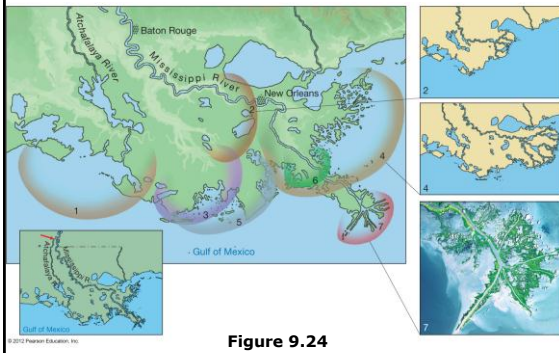 Baton Rouge
Atchafalaya River
Mississippi River
New Orleans
1
2
3
4
5
6
7
Gulf of Mexico
2
4
7
Atchafalaya
Mississippi R.
Gulf of Mexico
© 2012 Pearson Education, Inc.
Figure 9.24